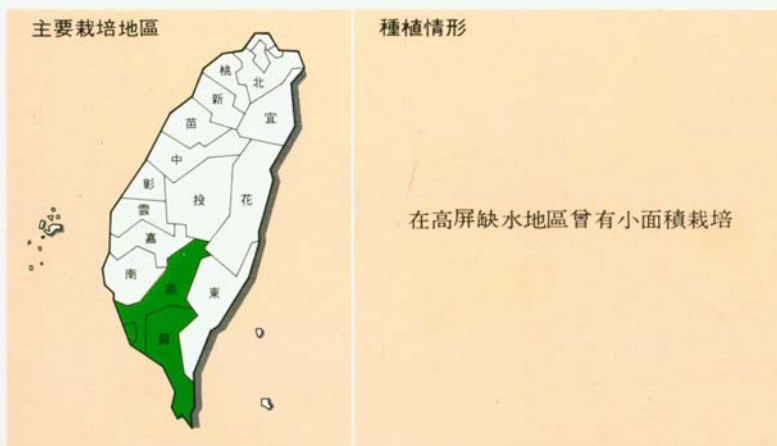 主要栽培地區
種植情形
桃
北
新
宜
苗
中
彰
投
花
雲
嘉
南
高
東
屏
在高屏缺水地區曾有小面積栽培